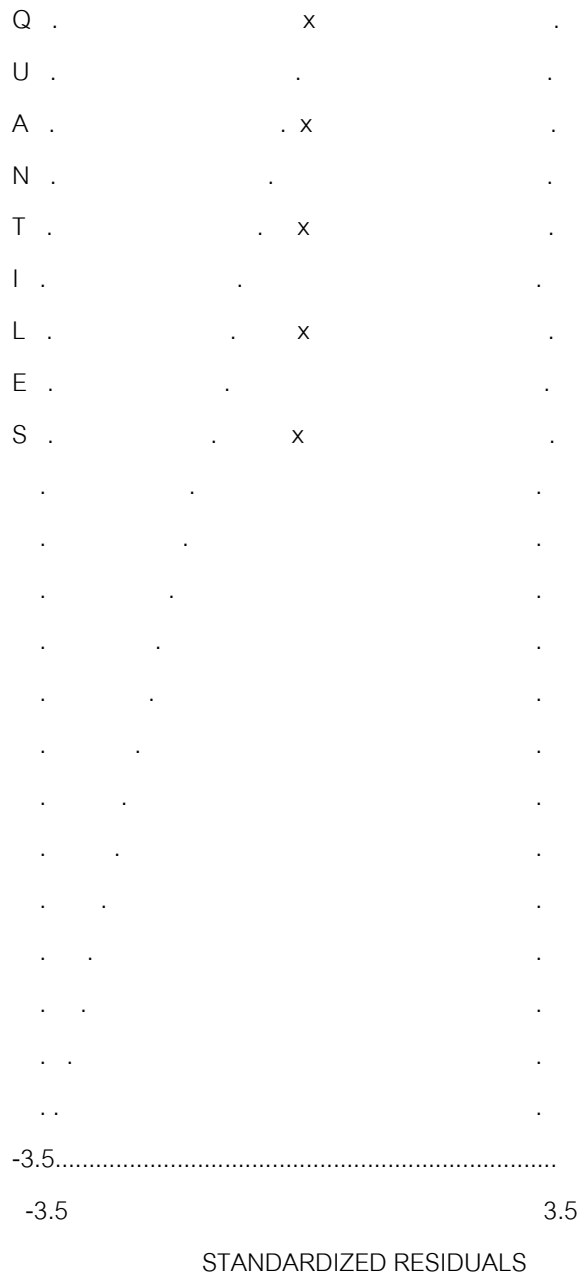 Q . x .
U . . .
A . . x .
N . . .
T . . x .
I . . .
L . . x .
E . . .
S . . x .
. . .
. . .
. . .
. . .
. . .
. . .
. . .
. . .
. . .
. . .
. . .
. . .
. . .
-3.5..........................................................................
-3.5 3.5
STANDARDIZED RESIDUALS